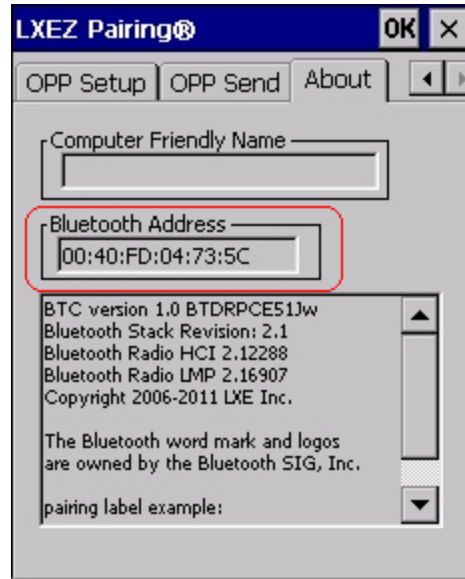 LXEZ Pairing® OK ×
OPP Setup OPP Send About
Computer Friendly Name
Bluetooth Address
00:40:FD:04:73:5C
BTC version 1.0 BTDRPCE51Jw
Bluetooth Stack Revision: 2.1
Bluetooth Radio HCI 2.12288
Bluetooth Radio LMP 2.16907
Copyright 2006-2011 LXE Inc.
The Bluetooth word mark and logos
are owned by the Bluetooth SIG, Inc.
pairing label example: